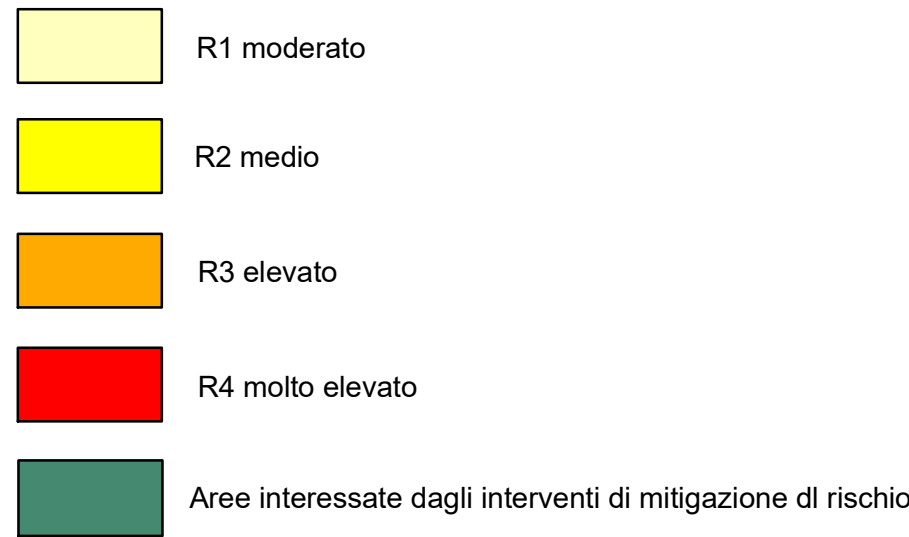 R1 moderato
R2 medio
R3 elevato
R4 molto elevato
Aree interessate dagli interventi di mitigazione dl rischio